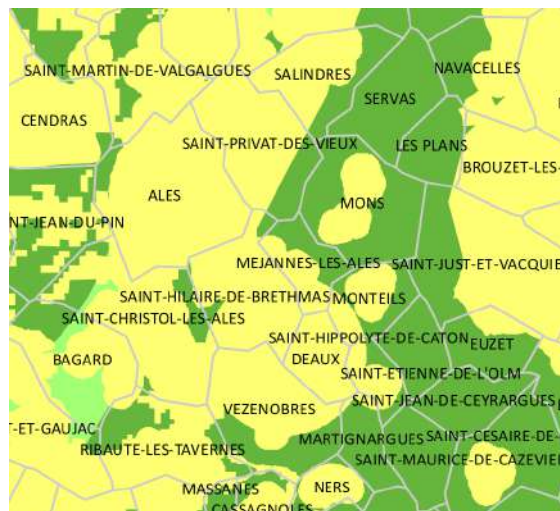 SAINT-MARTIN-DE-VALGALGUES
SALINDRES
NAVACELLES
SERVAS
CENDRAS
SAINT-PRIVAT-DES-VIEUX
LES PLANS
BROUZET-LES-
ALES
MONS
NT-JEAN-DU-PIN
MEJANNES-LES-ALES
SAINT-JUST-ET-VACQUIE
SAINT-HILAIRE-DE-BRETHMAS
MONTEILS
SAINT-CHRISTOL-LES-ALES
SAINT-HIPPOLYTE-DE-CATON
EUZET
BAGARD
DEAUX
SAINT-ETIENNE-DE-L'OLM
SAINT-JEAN-DE-CEYRARGUES
VEZENOBRES
T-ET-GAUJAC
MARTIGNARGUES
SAINT-CESAIRE-DE-
RIBAUTE-LES-TAVERNES
SAINT-MAURICE-DE-CAZEVIE
MASSANES
NERS
CASSAGNOLES